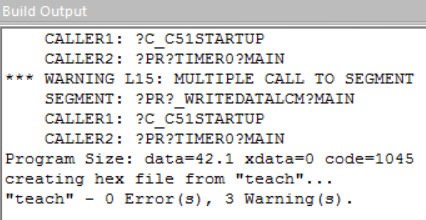 Build Output
CALLER1: ?C_C51STARTUP
CALLER2: ?PR?TIMER0?MAIN
*** WARNING L15: MULTIPLE CALL TO SEGMENT
SEGMENT: ?PR?_WRITEDATALCM?MAIN
CALLER1: ?C_C51STARTUP
CALLER2: ?PR?TIMER0?MAIN
Program Size: data=42.1 xdata=0 code=1045
creating hex file from "teach"...
"teach" - 0 Error(s), 3 Warning(s).